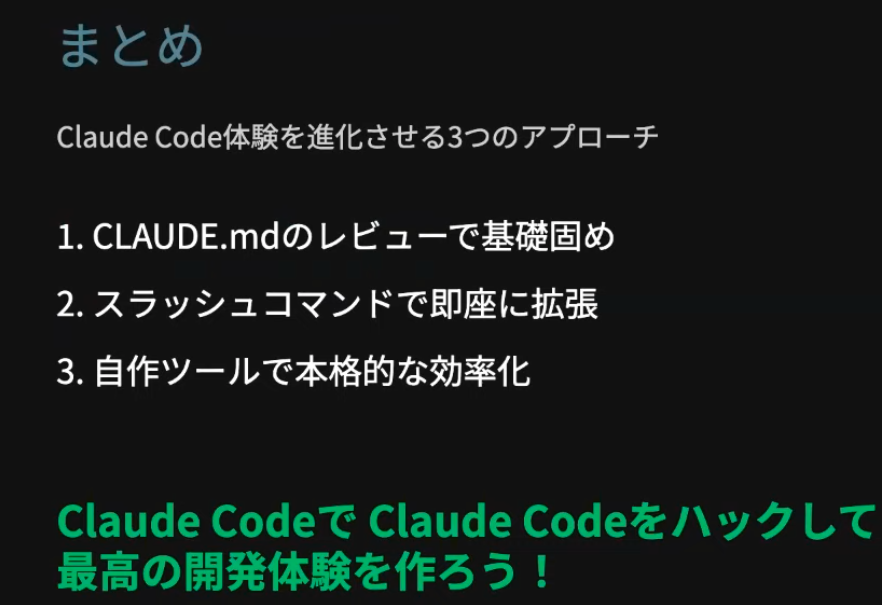 まとめ
Claude Code体験を進化させる3つのアプローチ
1. CLAUDE.mdのレビューで基礎固め
2. スラッシュコマンドで即座に拡張
3. 自作ツールで本格的な効率化
Claude Codeで Claude Codeをハックして
最高の開発体験を作ろう！